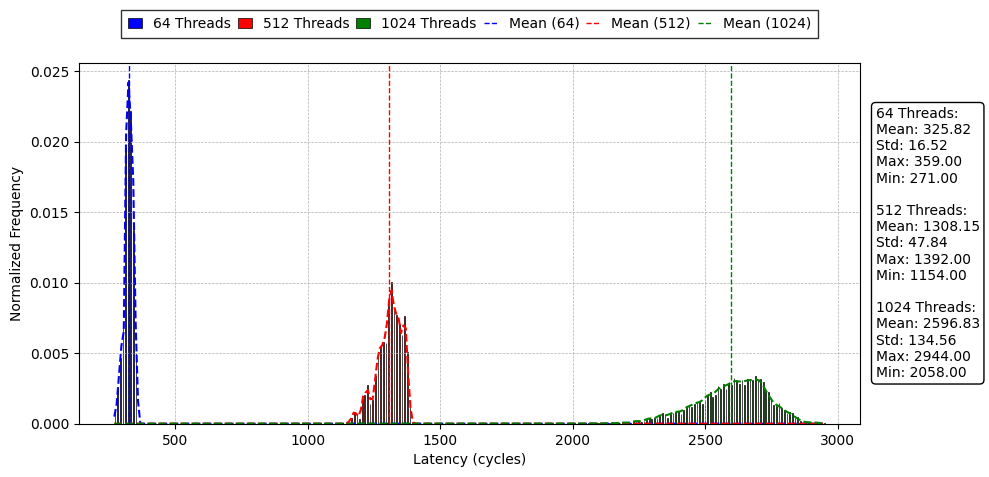 64 Threads 512 Threads 1024 Threads Mean (64) Mean (512) Mean (1024)
Normalized Frequency
0.025
0.020
0.015
0.010
0.005
0.000
500 1000 1500 2000 2500 3000
Latency (cycles)
64 Threads:
Mean: 325.82
Std: 16.52
Max: 359.00
Min: 271.00
512 Threads:
Mean: 1308.15
Std: 47.84
Max: 1392.00
Min: 1154.00
1024 Threads:
Mean: 2596.83
Std: 134.56
Max: 2944.00
Min: 2058.00